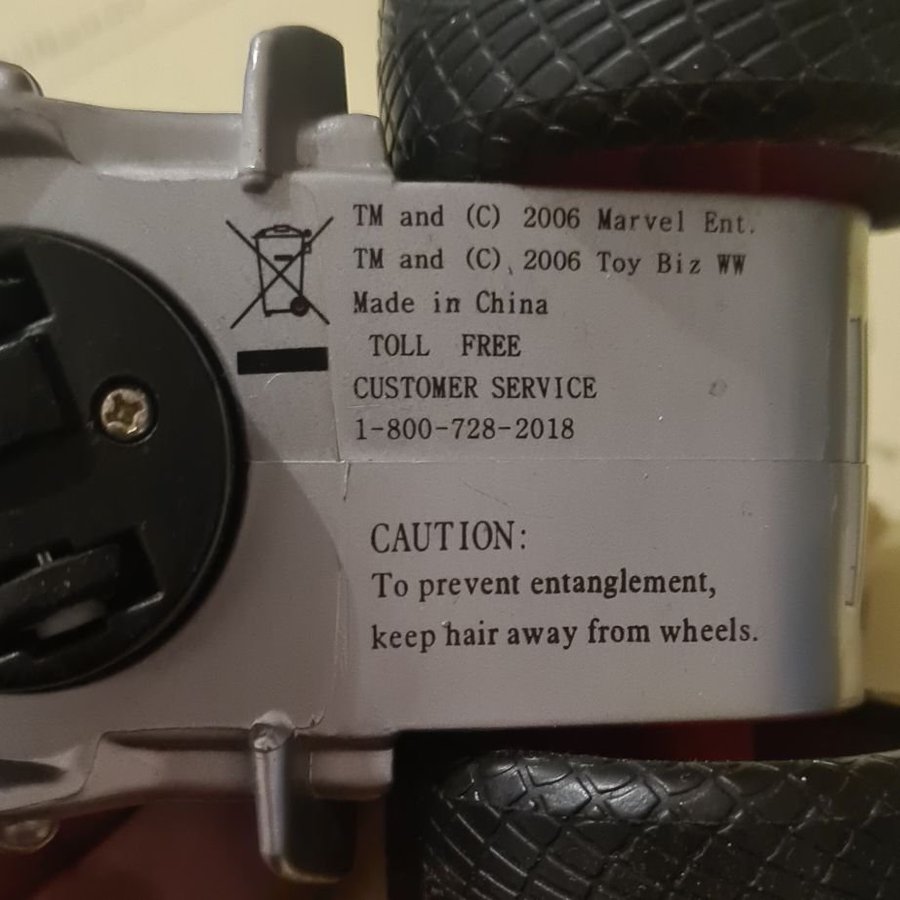 TM and (C) 2006 Marvel Ent.
TM and (C) 2006 Toy Biz WW
Made in China
TOLL FREE
CUSTOMER SERVICE
1-800-728-2018
CAUTION:
To prevent entanglement,
keep hair away from wheels.